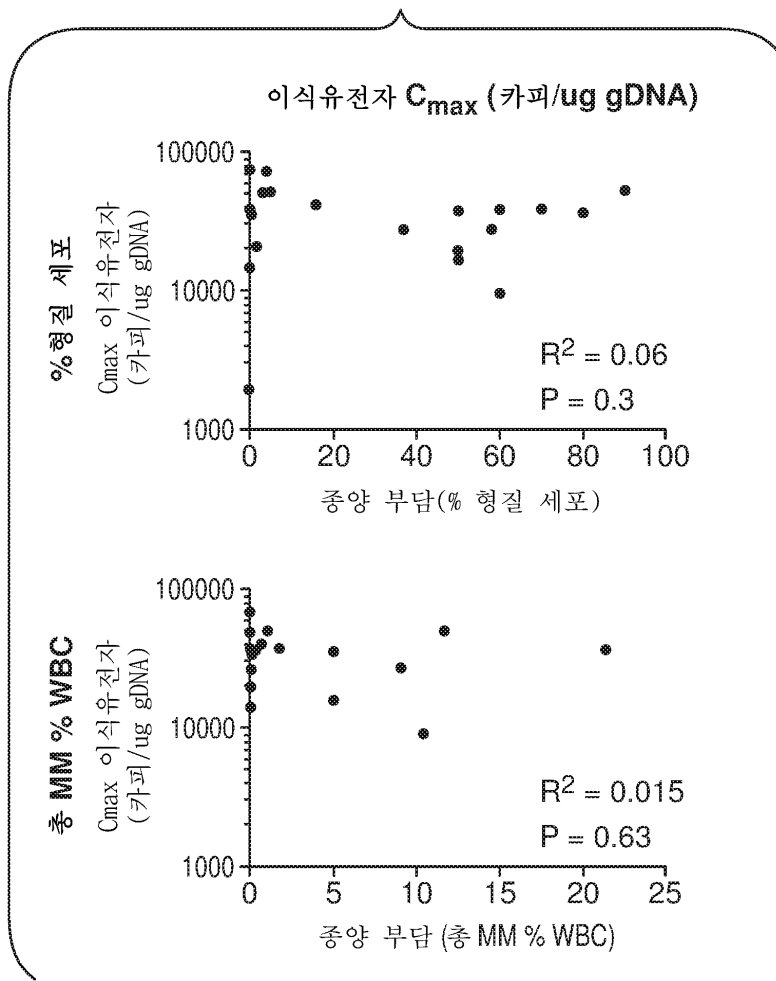 이식유전자 Cmax (카피/ug gDNA)
%형질 세포
Cmax 이식유전자
(카피/ug gDNA)
100000
10000
1000
R2 = 0.06
P = 0.3
0 20 40 60 80 100
종양 부담(% 형질 세포)
총 MM % WBC
Cmax 이식유전자
(카피/ug gDNA)
100000
10000
1000
R2 = 0.015
P = 0.63
0 5 10 15 20 25
종양 부담 (총 MM % WBC)